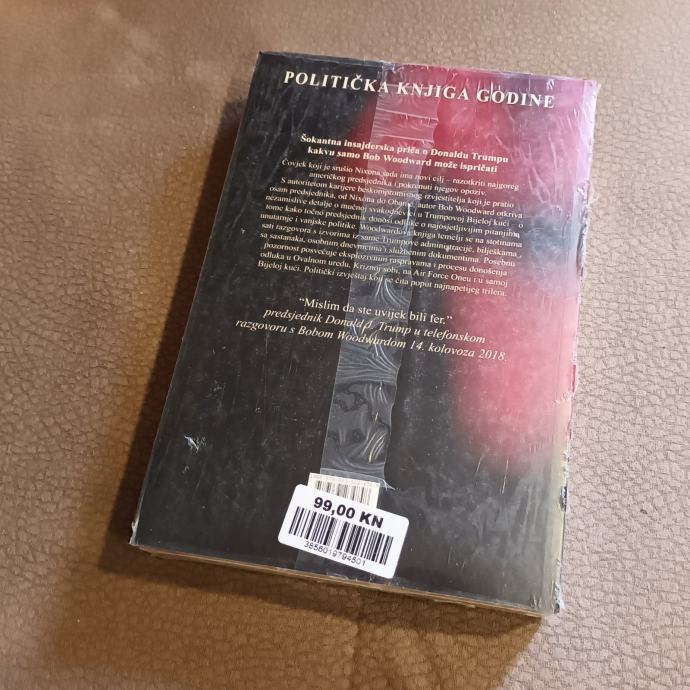 POLITIČKA KNJIGA GODINE
Šokantna insajderska priča o Donaldu Trumpu
kakvu samo Bob Woodward može ispričati
Čovjek koji je srušio Nixona sada ima novi cilj – razotkriti najgoreg
američkog predsjednika i pokrenuti njegov opoziv.
S autoritetom karijere beskompromisnog izvjestitelja koji je pratio
osam predsjednika, od Nixona do Obame, autor Bob Woodward otkriva
nezamislive detalje o mučnoj svakodnevici u Trumpovoj Bijeloj kući – o
tome kako točno predsjednik donosi odluke o najosjetljivijim pitanjima
unutarnje i vanjske politike. Woodwardova knjiga temelji se na stotinama
sati razgovora s izvorima iz same Trumpove administracije, bilješkama
sa sastanaka, osobnim dnevnicima i službenim dokumentima. Posebnu
pozornost posvećuje eksplozivnim raspravama i procesu donošenja
odluka u Ovalnom uredu, Kriznoj sobi, na Air Force Oneu i u samoj
Bijeloj kući. Politički izvještaj koji se čita poput najnapetijeg trilera.
“Mislim da ste uvijek bili fer.”
predsjednik Donald J. Trump u telefonskom
razgovoru s Bobom Woodwardom 14. kolovoza 2018.
99,00 KN
3856019794501